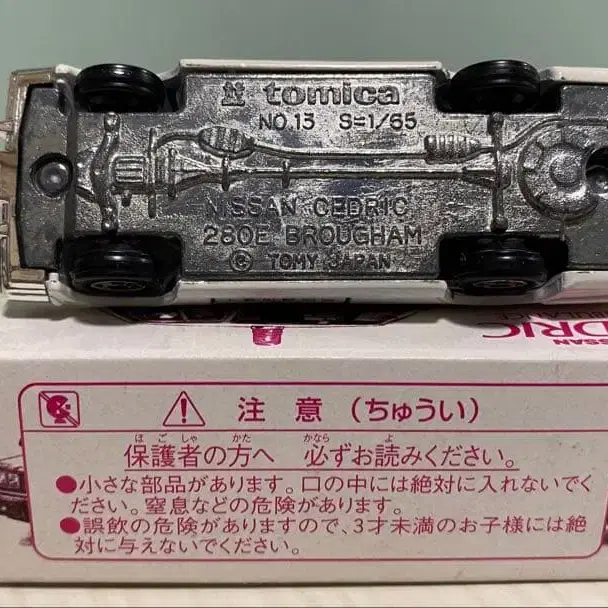 tomica
NO.13 S=1/65
NISSAN CEDRIC
280E BROUGHAM
© TOMY JAPAN
NISSAN
DRIC
BULANCE
注意（ちゅうい）
ほごしゃ かた かなら よ
保護者の方へ 必ずお読みください。
●小さな部品があります。口の中には絶対に入れないでく
ださい。窒息などの危険があります。
●誤飲の危険がありますので、3才未満のお子様には絶
対に与えないでください。